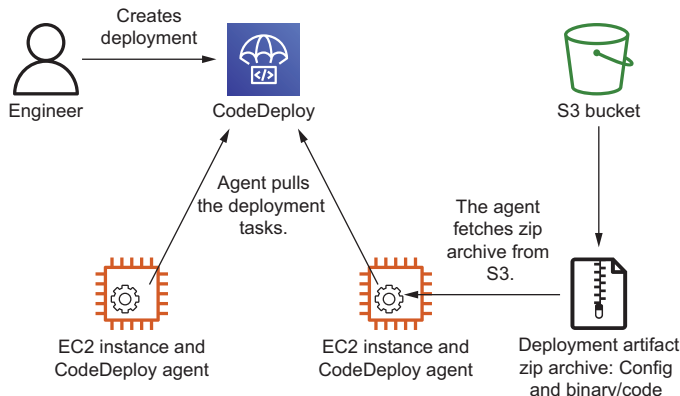 Creates
deployment
Engineer
CodeDeploy
S3 bucket
Agent pulls
the deployment
tasks.
The agent
fetches zip
archive from
S3.
EC2 instance and
CodeDeploy agent
EC2 instance and
CodeDeploy agent
Deployment artifact
zip archive: Config
and binary/code